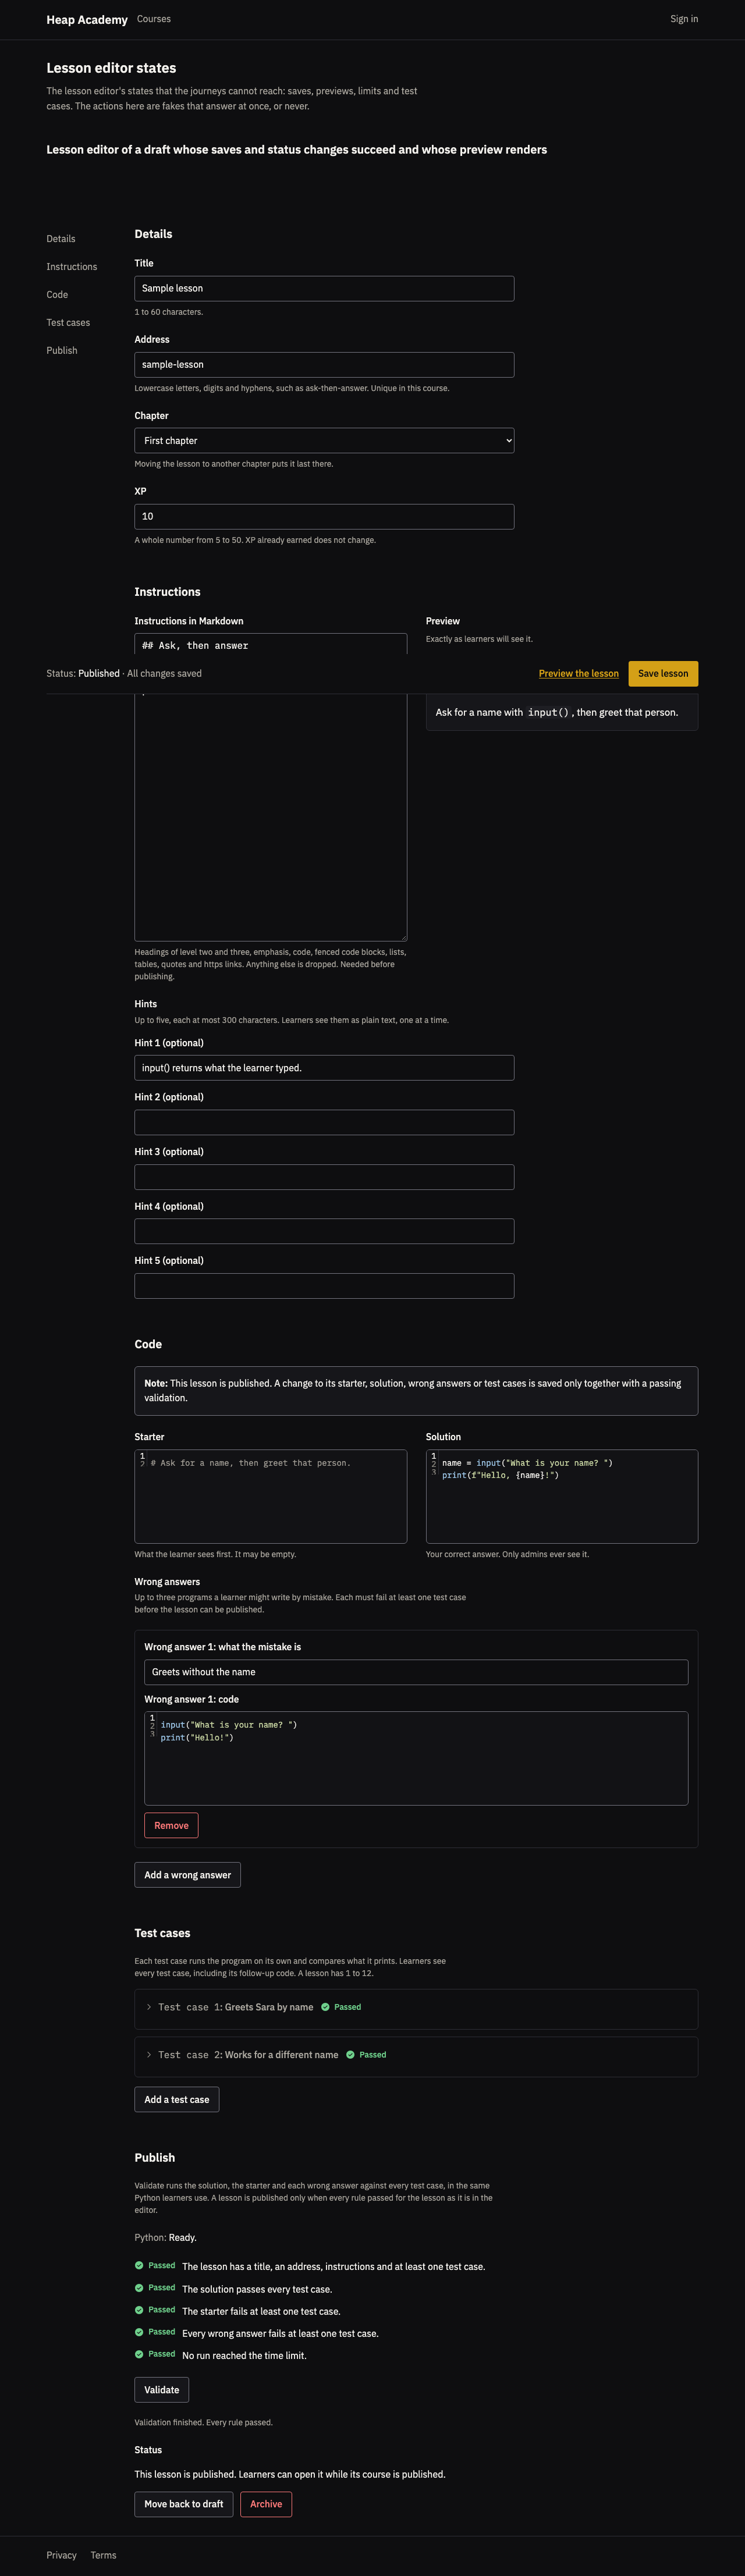 Heap Academy
Courses
Sign in
Lesson editor states
The lesson editor's states that the journeys cannot reach: saves, previews, limits and test
cases. The actions here are fakes that answer at once, or never.
Lesson editor of a draft whose saves and status changes succeed and whose preview renders
Details
Instructions
Code
Test cases
Publish
Details
Title
Sample lesson
1 to 60 characters.
Address
sample-lesson
Lowercase letters, digits and hyphens, such as ask-then-answer. Unique in this course.
Chapter
First chapter
Moving the lesson to another chapter puts it last there.
XP
10
A whole number from 5 to 50. XP already earned does not change.
Instructions
Instructions in Markdown
## Ask, then answer
Preview
Exactly as learners will see it.
Status: Published · All changes saved
Preview the lesson
Save lesson
Ask for a name with input(), then greet that person.
Headings of level two and three, emphasis, code, fenced code blocks, lists,
tables, quotes and https links. Anything else is dropped. Needed before
publishing.
Hints
Up to five, each at most 300 characters. Learners see them as plain text, one at a time.
Hint 1 (optional)
input() returns what the learner typed.
Hint 2 (optional)
Hint 3 (optional)
Hint 4 (optional)
Hint 5 (optional)
Code
Note: This lesson is published. A change to its starter, solution, wrong answers or test cases is saved only together with a passing
validation.
Starter
1
2
# Ask for a name, then greet that person.
What the learner sees first. It may be empty.
Solution
1
2
3
name = input("What is your name? ")
print(f"Hello, {name}!")
Your correct answer. Only admins ever see it.
Wrong answers
Up to three programs a learner might write by mistake. Each must fail at least one test case
before the lesson can be published.
Wrong answer 1: what the mistake is
Greets without the name
Wrong answer 1: code
1
2
3
input("What is your name? ")
print("Hello!")
Remove
Add a wrong answer
Test cases
Each test case runs the program on its own and compares what it prints. Learners see
every test case, including its follow-up code. A lesson has 1 to 12.
Test case 1: Greets Sara by name Passed
Test case 2: Works for a different name Passed
Add a test case
Publish
Validate runs the solution, the starter and each wrong answer against every test case, in the same
Python learners use. A lesson is published only when every rule passed for the lesson as it is in the
editor.
Python: Ready.
Passed The lesson has a title, an address, instructions and at least one test case.
Passed The solution passes every test case.
Passed The starter fails at least one test case.
Passed Every wrong answer fails at least one test case.
Passed No run reached the time limit.
Validate
Validation finished. Every rule passed.
Status
This lesson is published. Learners can open it while its course is published.
Move back to draft
Archive
Privacy
Terms